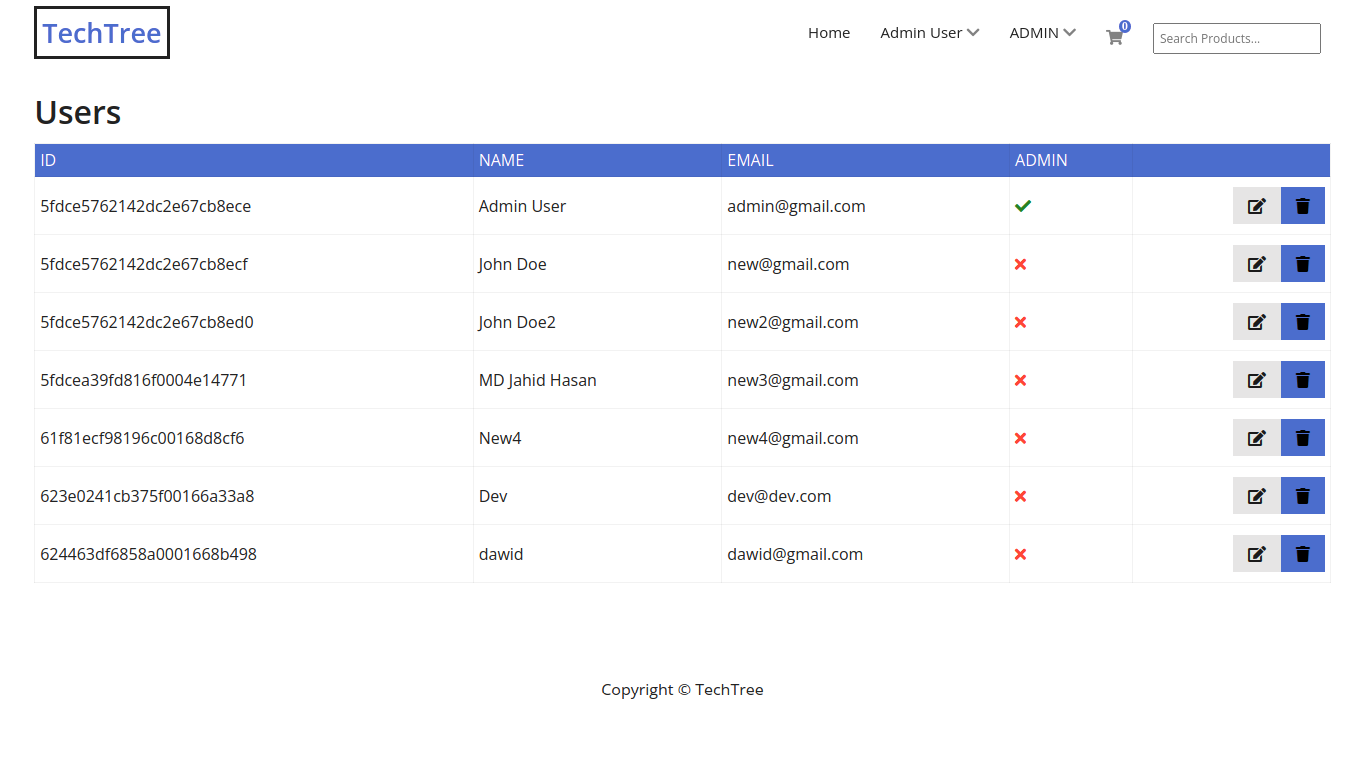 TechTree
Home Admin User ADMIN 0 Search Products...
Users
ID NAME EMAIL ADMIN
5fdce5762142dc2e67cb8ece Admin User admin@gmail.com
5fdce5762142dc2e67cb8ecf John Doe new@gmail.com
5fdce5762142dc2e67cb8ed0 John Doe2 new2@gmail.com
5fdcea39fd816f0004e14771 MD Jahid Hasan new3@gmail.com
61f81ecf98196c00168d8cf6 New4 new4@gmail.com
623e0241cb375f00166a33a8 Dev dev@dev.com
624463df6858a0001668b498 dawid dawid@gmail.com
Copyright © TechTree